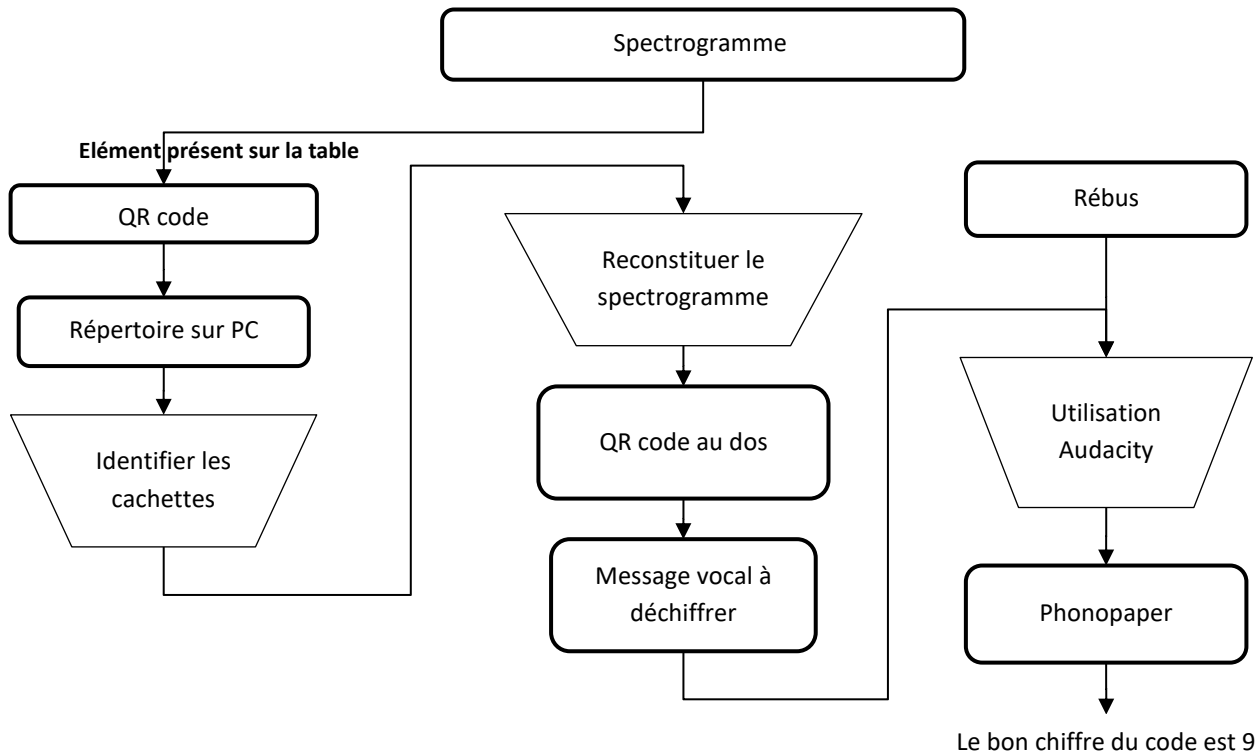 Spectrogramme
Elément présent sur la table
QR code
Répertoire sur PC
Identifier les
cachettes
Reconstituer le
spectrogramme
QR code au dos
Message vocal à
déchiffrer
Rébus
Utilisation
Audacity
Phonopaper
Le bon chiffre du code est 9